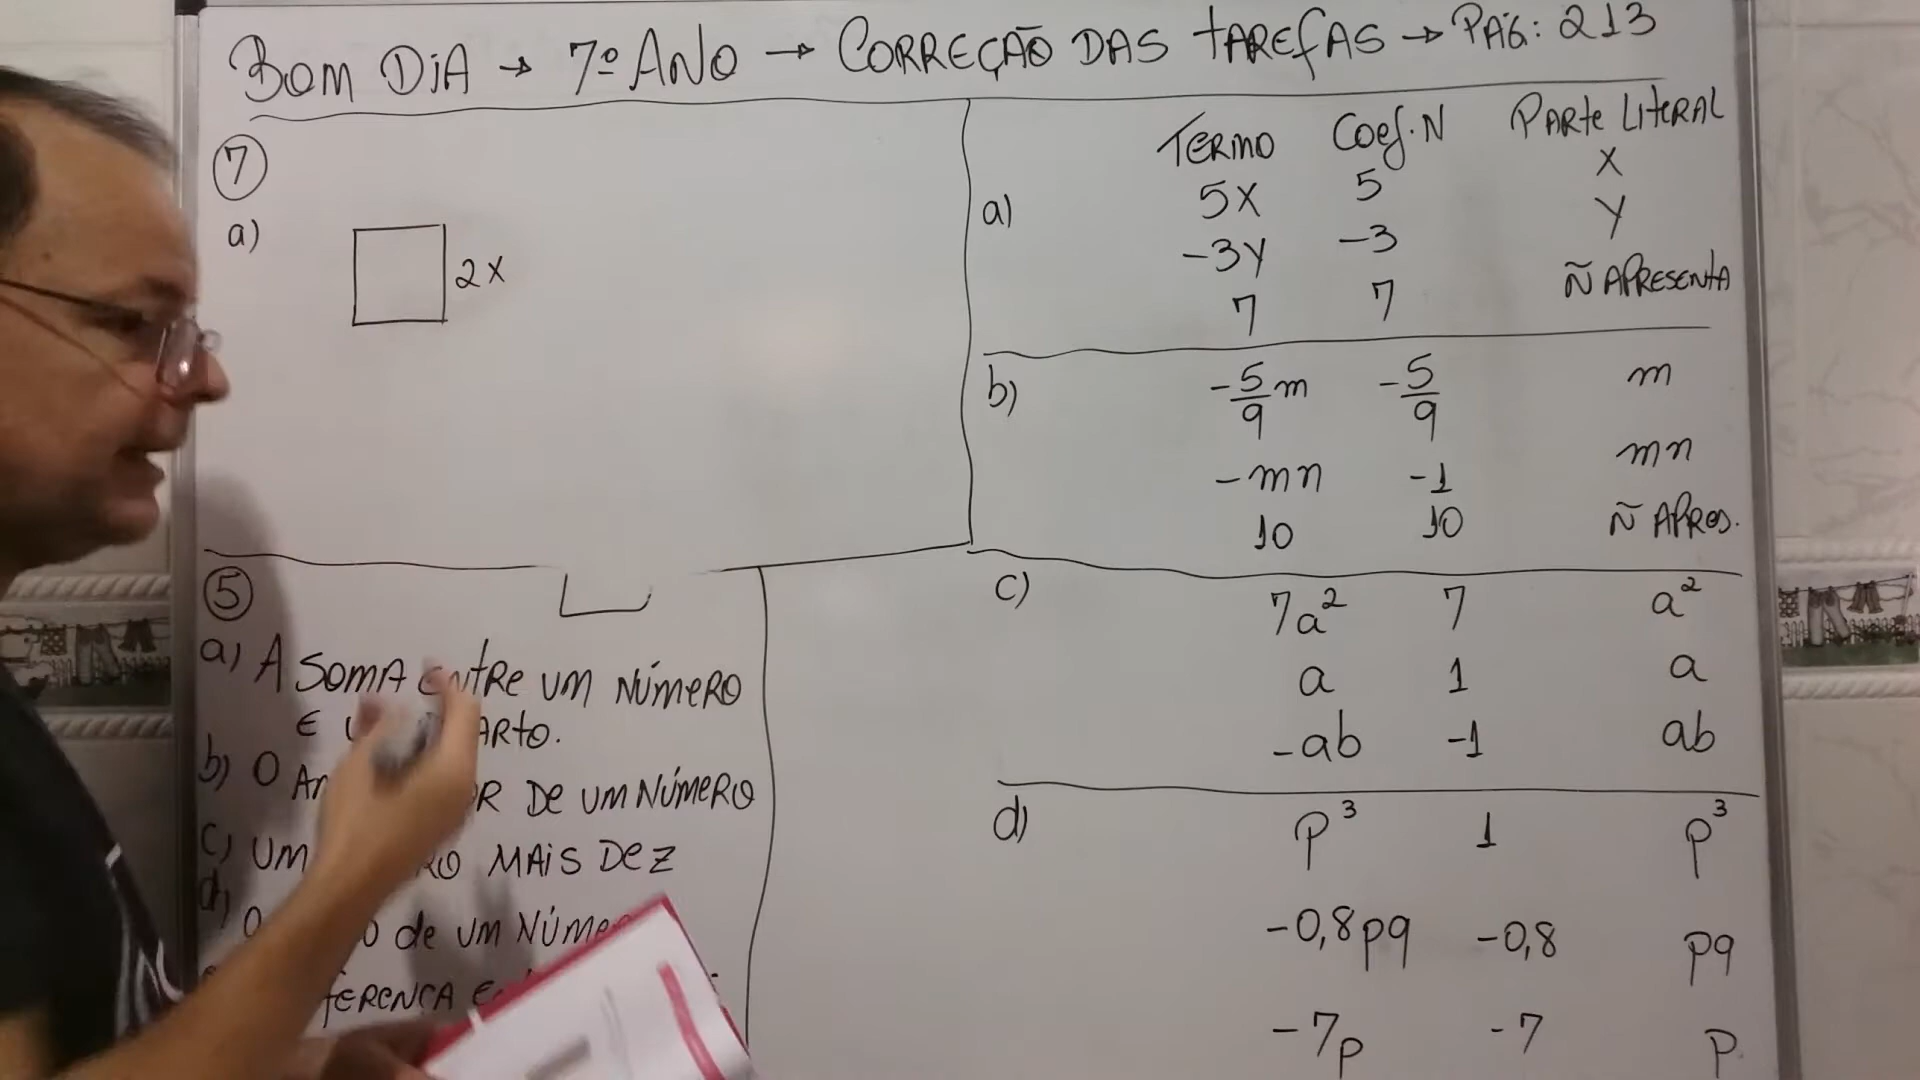 BOM DIA → 7º ANO → CORREÇÃO DAS TAREFAS → PÁG: 213
7
a)
2x
5
a) A SOMA ENTRE UM NÚMERO
E
b) O DE UM NÚMERO
c) UM MAIS DEZ
d) O de UM
TERMO Coef. N PARTE LITERAL
a) 5x 5 x
-3y -3 y
7 7 Ñ APRESENTA
b) -5/9 m -5/9 m
-mn -1 mn
10 10 Ñ APRES.
c) 7a² 7 a²
a 1 a
-ab -1 ab
d) p³ 1 p³
-0,8pq -0,8 pq
-7p -7 p